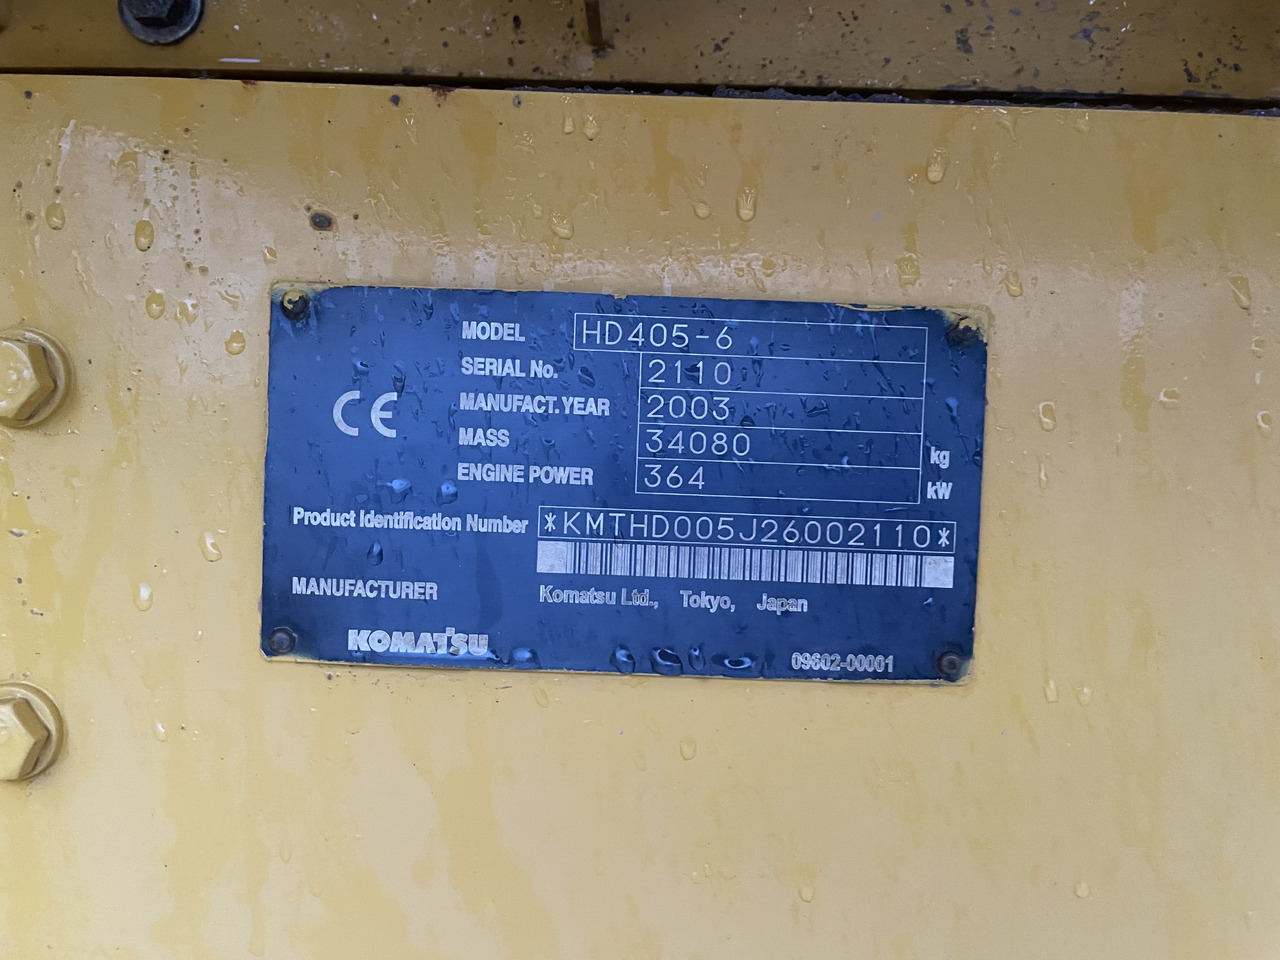 MODEL HD405-6
SERIAL No. 2110
MANUFACT. YEAR 2003
MASS 34080 kg
ENGINE POWER 364 kW
CE
Product Identification Number *KMTHD005J26002110*
MANUFACTURER Komatsu Ltd., Tokyo, Japan
KOMATSU
09602-00001